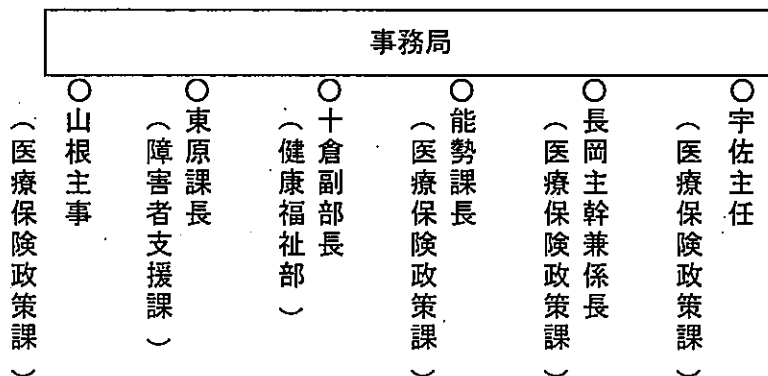 事務局
○宇佐主任
（医療保険政策課）
○長岡主幹兼係長
（医療保険政策課）
○能勢課長
（医療保険政策課）
○十倉副部長
（健康福祉部）
○東原課長
（障害者支援課）
○山根主事
（医療保険政策課）